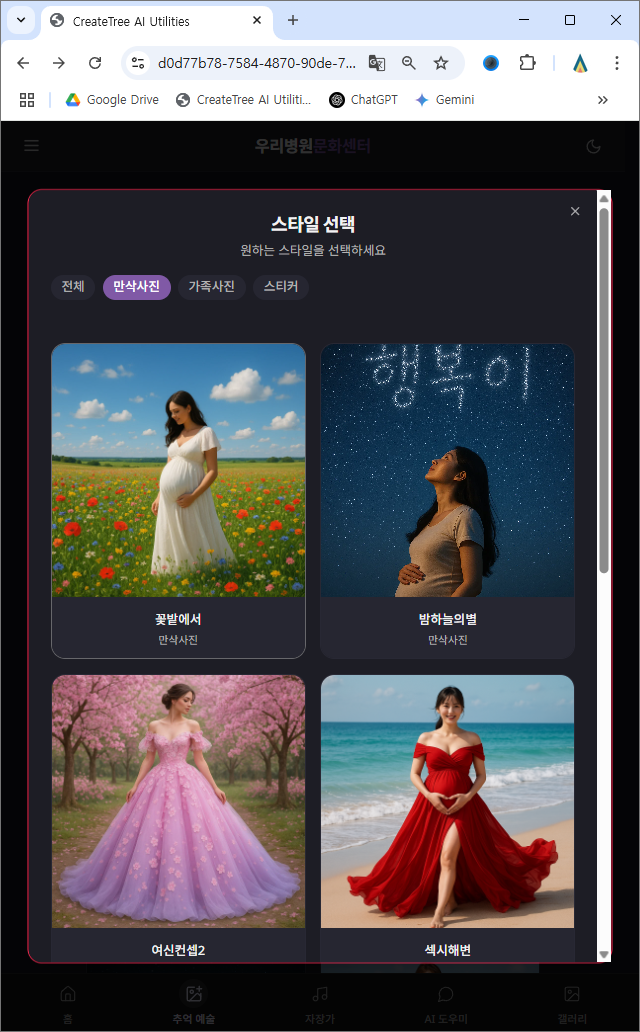 CreateTree AI Utilities
d0d77b78-7584-4870-90de-7...
Google Drive
CreateTree AI Utiliti...
ChatGPT
Gemini
우리병원문화센터
스타일 선택
원하는 스타일을 선택하세요
전체
만삭사진
가족사진
스티커
행복이
꽃밭에서
만삭사진
밤하늘의별
만삭사진
여신컨셉2
섹시해변
홈
추억 예술
자장가
AI 도우미
갤러리